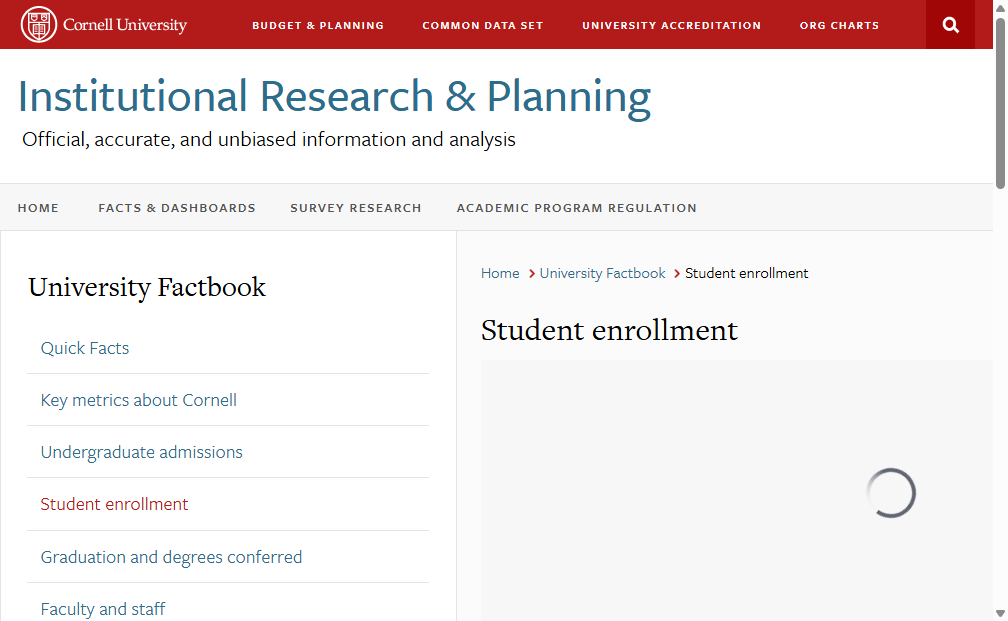 Cornell University
BUDGET & PLANNING
COMMON DATA SET
UNIVERSITY ACCREDITATION
ORG CHARTS
Institutional Research & Planning
Official, accurate, and unbiased information and analysis
HOME
FACTS & DASHBOARDS
SURVEY RESEARCH
ACADEMIC PROGRAM REGULATION
University Factbook
Quick Facts
Key metrics about Cornell
Undergraduate admissions
Student enrollment
Graduation and degrees conferred
Faculty and staff
Home > University Factbook > Student enrollment
Student enrollment